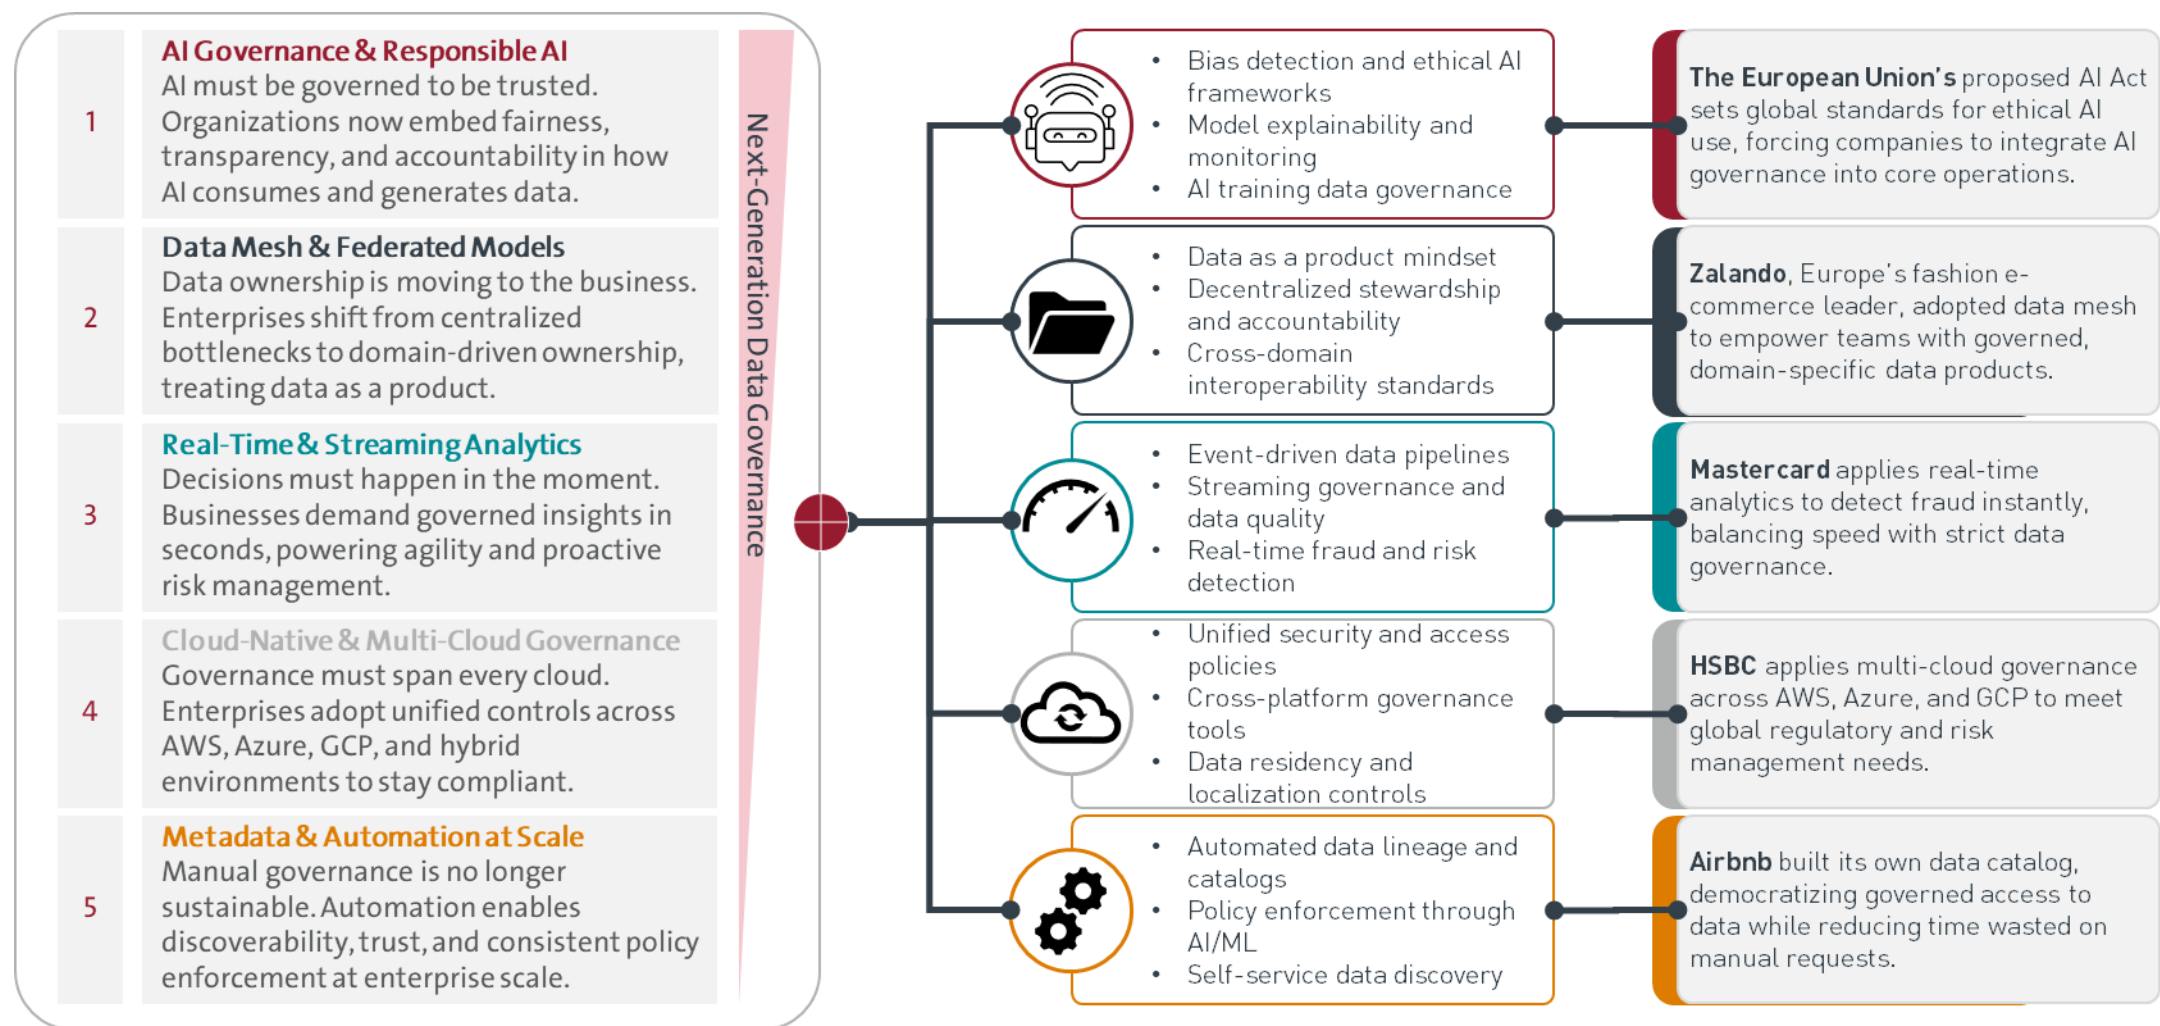 1
AI Governance & Responsible AI
AI must be governed to be trusted.
Organizations now embed fairness,
transparency, and accountability in how
AI consumes and generates data.
2
Data Mesh & Federated Models
Data ownership is moving to the business.
Enterprises shift from centralized
bottlenecks to domain-driven ownership,
treating data as a product.
3
Real-Time & Streaming Analytics
Decisions must happen in the moment.
Businesses demand governed insights in
seconds, powering agility and proactive
risk management.
4
Cloud-Native & Multi-Cloud Governance
Governance must span every cloud.
Enterprises adopt unified controls across
AWS, Azure, GCP, and hybrid
environments to stay compliant.
5
Metadata & Automation at Scale
Manual governance is no longer
sustainable. Automation enables
discoverability, trust, and consistent policy
enforcement at enterprise scale.
Next-Generation Data Governance
• Bias detection and ethical AI
frameworks
• Model explainability and
monitoring
• AI training data governance
• Data as a product mindset
• Decentralized stewardship
and accountability
• Cross-domain
interoperability standards
• Event-driven data pipelines
• Streaming governance and
data quality
• Real-time fraud and risk
detection
• Unified security and access
policies
• Cross-platform governance
tools
• Data residency and
localization controls
• Automated data lineage and
catalogs
• Policy enforcement through
AI/ML
• Self-service data discovery
The European Union's proposed AI Act
sets global standards for ethical AI
use, forcing companies to integrate AI
governance into core operations.
Zalando, Europe's fashion e-
commerce leader, adopted data mesh
to empower teams with governed,
domain-specific data products.
Mastercard applies real-time
analytics to detect fraud instantly,
balancing speed with strict data
governance.
HSBC applies multi-cloud governance
across AWS, Azure, and GCP to meet
global regulatory and risk
management needs.
Airbnb built its own data catalog,
democratizing governed access to
data while reducing time wasted on
manual requests.